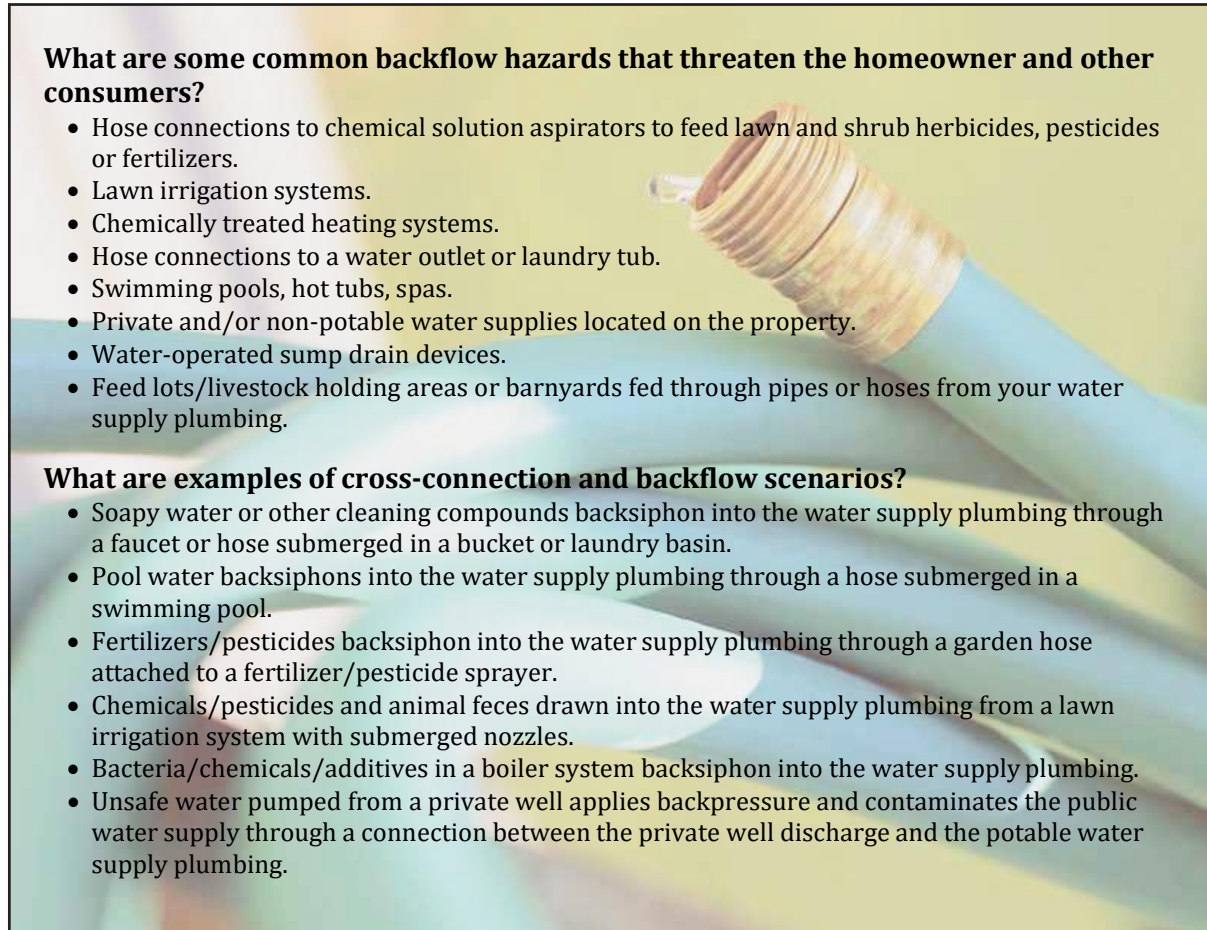 What are some common backflow hazards that threaten the homeowner and other
consumers?
• Hose connections to chemical solution aspirators to feed lawn and shrub herbicides, pesticides
or fertilizers.
• Lawn irrigation systems.
• Chemically treated heating systems.
• Hose connections to a water outlet or laundry tub.
• Swimming pools, hot tubs, spas.
• Private and/or non-potable water supplies located on the property.
• Water-operated sump drain devices.
• Feed lots/livestock holding areas or barnyards fed through pipes or hoses from your water
supply plumbing.
What are examples of cross-connection and backflow scenarios?
• Soapy water or other cleaning compounds backsiphon into the water supply plumbing through
a faucet or hose submerged in a bucket or laundry basin.
• Pool water backsiphons into the water supply plumbing through a hose submerged in a
swimming pool.
• Fertilizers/pesticides backsiphon into the water supply plumbing through a garden hose
attached to a fertilizer/pesticide sprayer.
• Chemicals/pesticides and animal feces drawn into the water supply plumbing from a lawn
irrigation system with submerged nozzles.
• Bacteria/chemicals/additives in a boiler system backsiphon into the water supply plumbing.
• Unsafe water pumped from a private well applies backpressure and contaminates the public
water supply through a connection between the private well discharge and the potable water
supply plumbing.